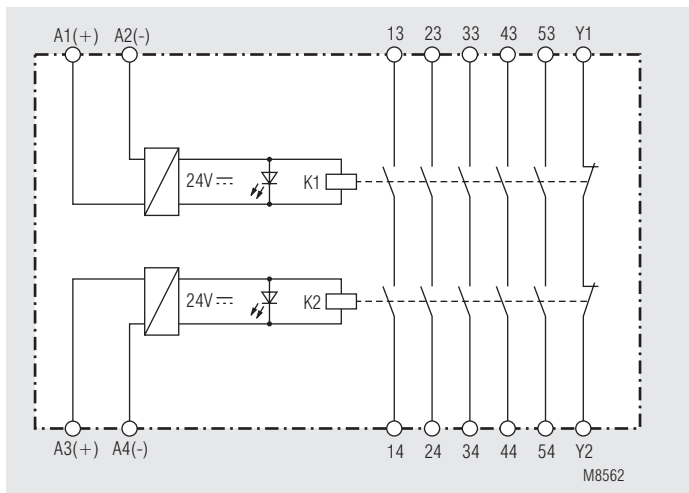 A1(+) A2(-) 13 23 33 43 53 Y1
24V K1
24V K2
A3(+) A4(-) 14 24 34 44 54 Y2
M8562